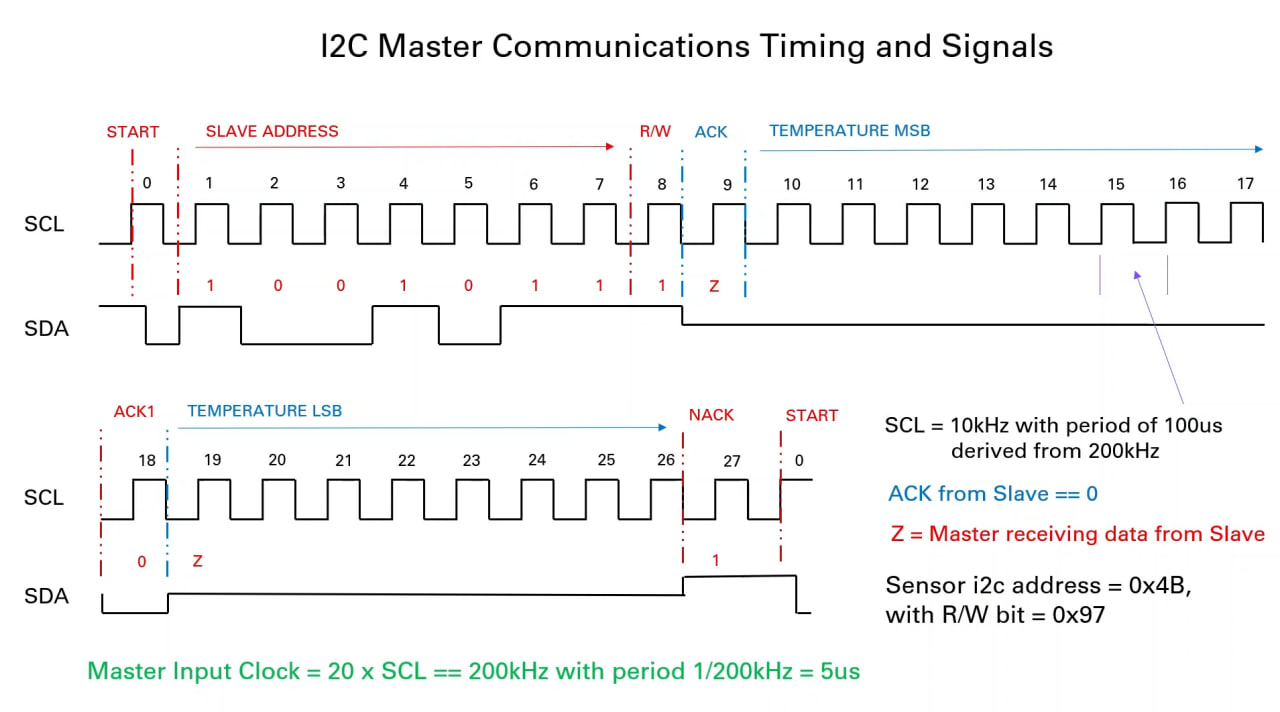 I2C Master Communications Timing and Signals
START SLAVE ADDRESS R/W ACK TEMPERATURE MSB
0 1 2 3 4 5 6 7 8 9 10 11 12 13 14 15 16 17
SCL
1 0 0 1 0 1 1 1 Z
SDA
ACK1 TEMPERATURE LSB NACK START
18 19 20 21 22 23 24 25 26 27 0
SCL
0 Z 1
SDA
SCL = 10kHz with period of 100us
derived from 200kHz
ACK from Slave == 0
Z = Master receiving data from Slave
Sensor i2c address = 0x4B,
with R/W bit = 0x97
Master Input Clock = 20 x SCL == 200kHz with period 1/200kHz = 5us